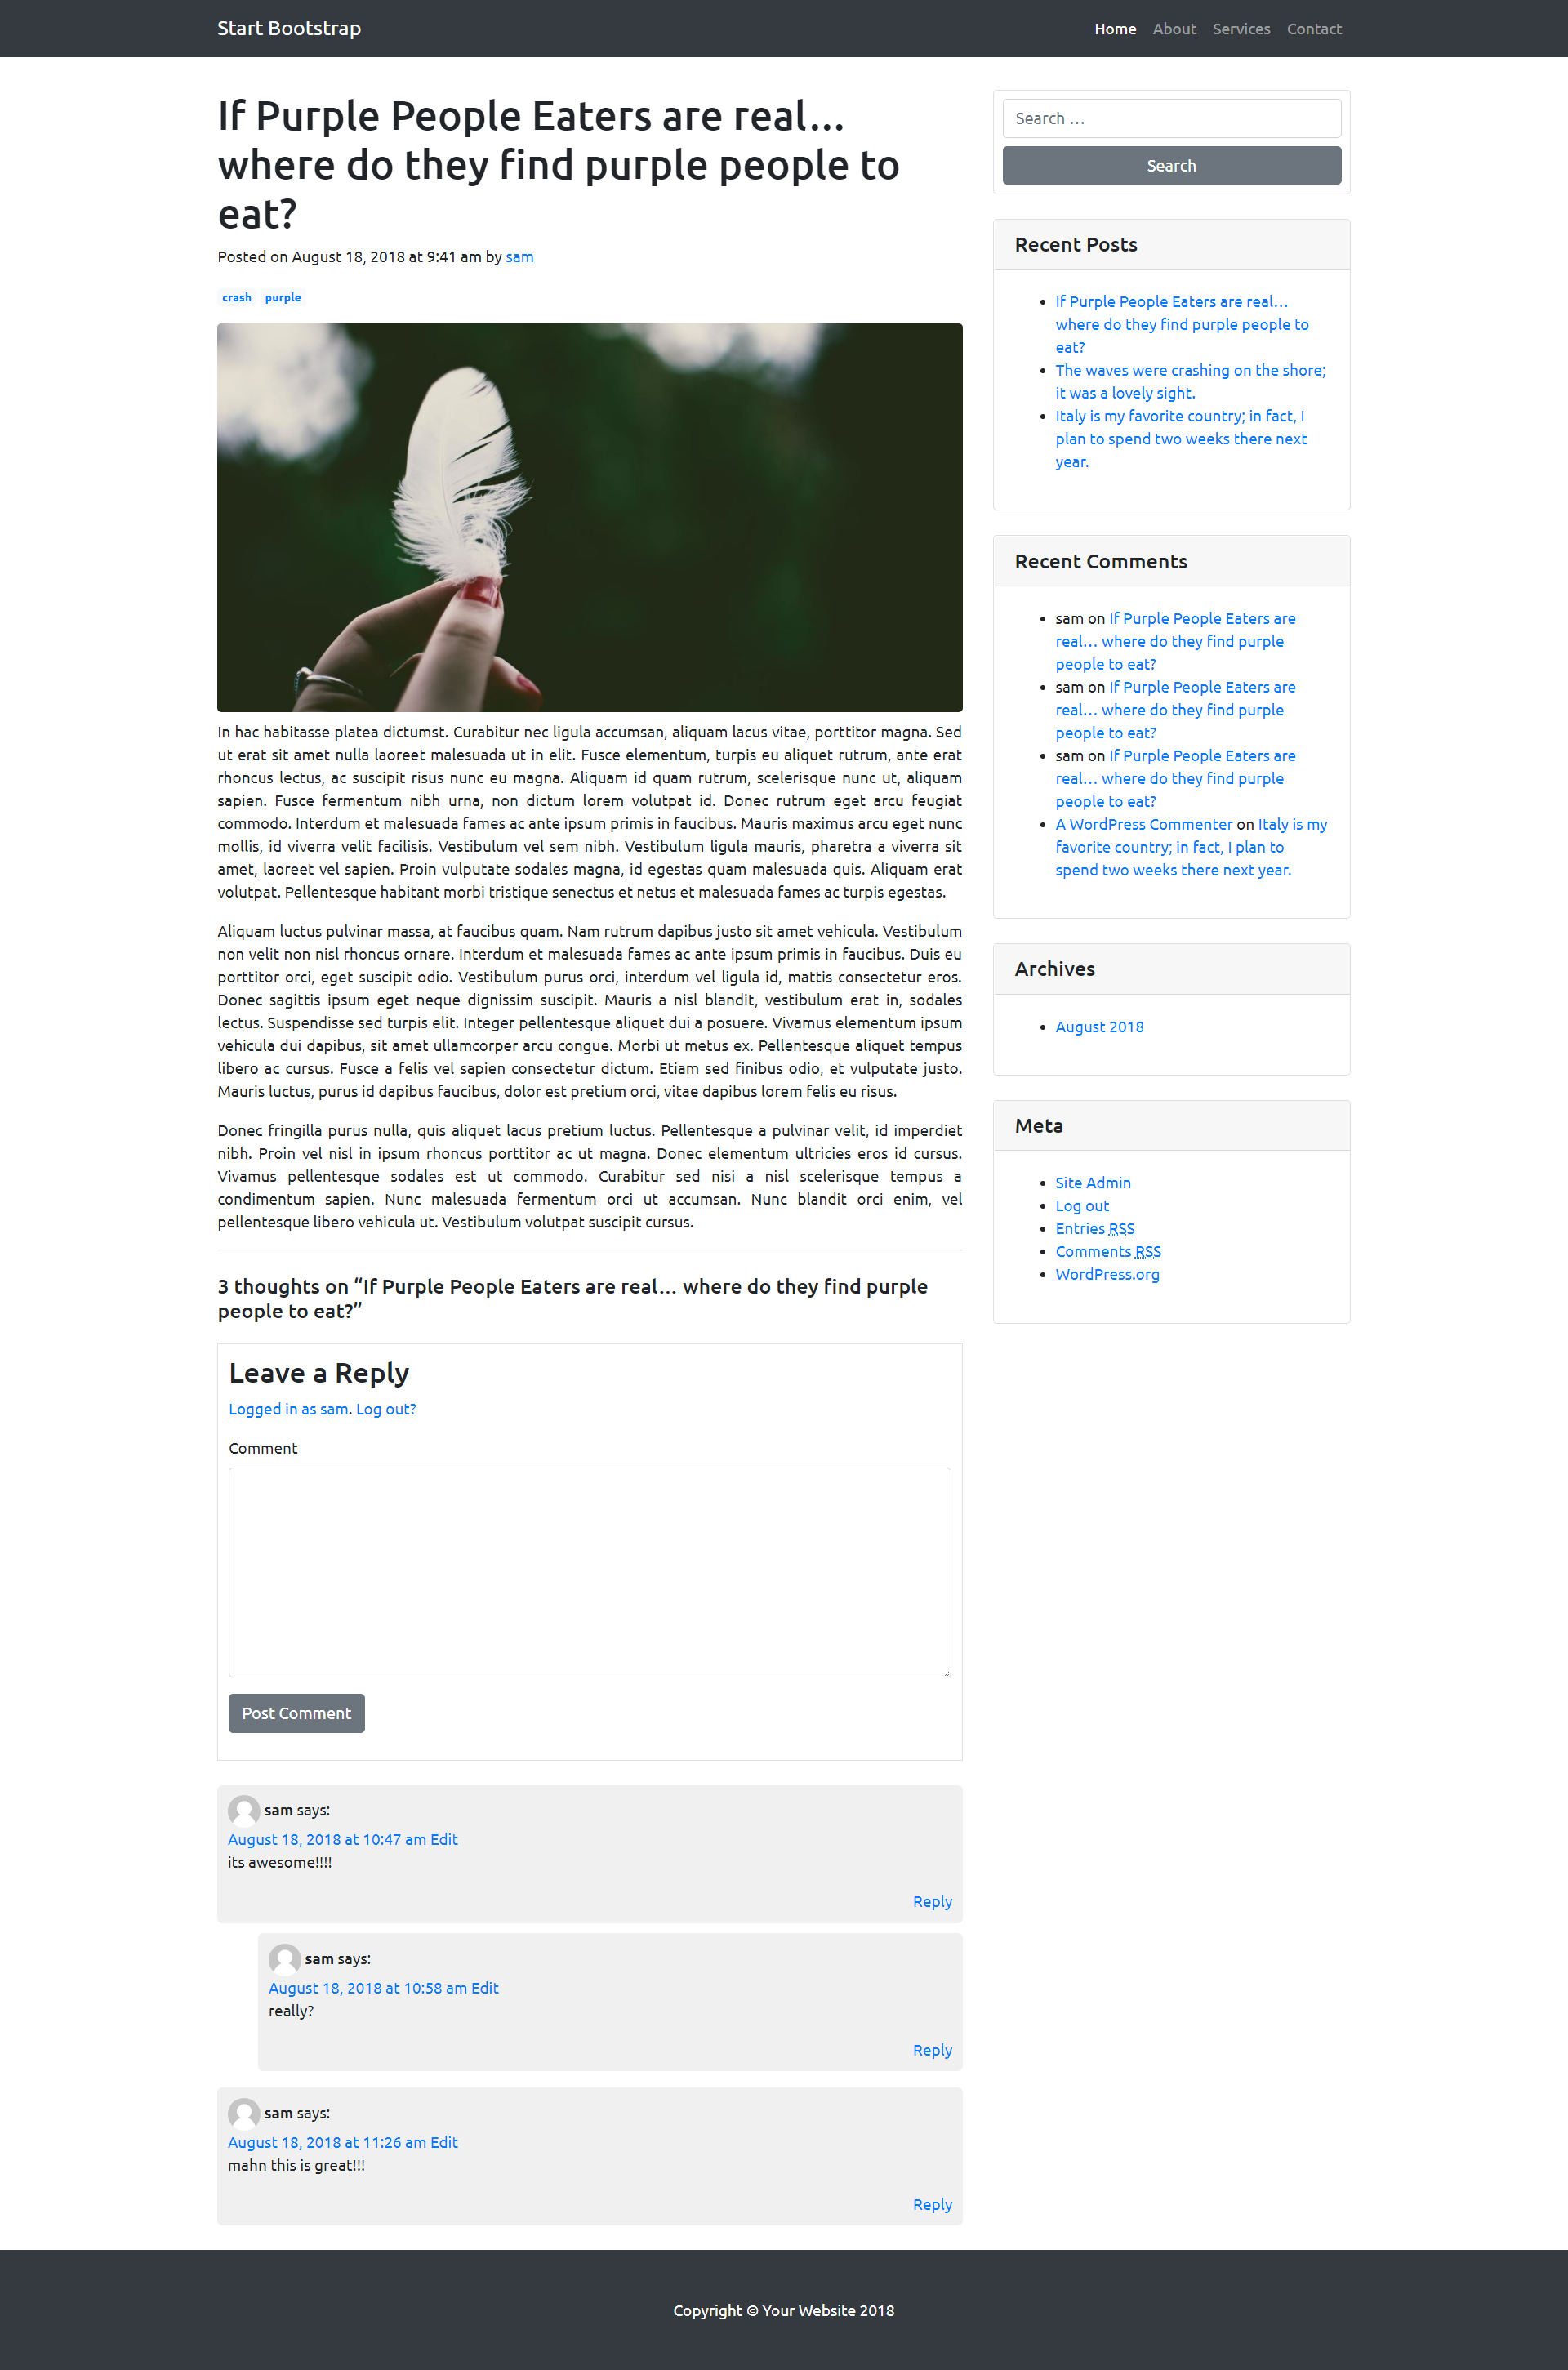 Start Bootstrap
Home About Services Contact
If Purple People Eaters are real…
where do they find purple people to
eat?
Posted on August 18, 2018 at 9:41 am by sam
crash purple
In hac habitasse platea dictumst. Curabitur nec ligula accumsan, aliquam lacus vitae, porttitor magna. Sed
ut erat sit amet nulla laoreet malesuada ut in elit. Fusce elementum, turpis eu aliquet rutrum, ante erat
rhoncus lectus, ac suscipit risus nunc eu magna. Aliquam id quam rutrum, scelerisque nunc ut, aliquam
sapien. Fusce fermentum nibh urna, non dictum lorem volutpat id. Donec rutrum eget arcu feugiat
commodo. Interdum et malesuada fames ac ante ipsum primis in faucibus. Mauris maximus arcu eget nunc
mollis, id viverra velit facilisis. Vestibulum vel sem nibh. Vestibulum ligula mauris, pharetra a viverra sit
amet, laoreet vel sapien. Proin vulputate sodales magna, id egestas quam malesuada quis. Aliquam erat
volutpat. Pellentesque habitant morbi tristique senectus et netus et malesuada fames ac turpis egestas.
Aliquam luctus pulvinar massa, at faucibus quam. Nam rutrum dapibus justo sit amet vehicula. Vestibulum
non velit non nisl rhoncus ornare. Interdum et malesuada fames ac ante ipsum primis in faucibus. Duis eu
porttitor orci, eget suscipit odio. Vestibulum purus orci, interdum vel ligula id, mattis consectetur eros.
Donec sagittis ipsum eget neque dignissim suscipit. Mauris a nisl blandit, vestibulum erat in, sodales
lectus. Suspendisse sed turpis elit. Integer pellentesque aliquet dui a posuere. Vivamus elementum ipsum
vehicula dui dapibus, sit amet ullamcorper arcu congue. Morbi ut metus ex. Pellentesque aliquet tempus
libero ac cursus. Fusce a felis vel sapien consectetur dictum. Etiam sed finibus odio, et vulputate justo.
Mauris luctus, purus id dapibus faucibus, dolor est pretium orci, vitae dapibus lorem felis eu risus.
Donec fringilla purus nulla, quis aliquet lacus pretium luctus. Pellentesque a pulvinar velit, id imperdiet
nibh. Proin vel nisl in ipsum rhoncus porttitor ac ut magna. Donec elementum ultricies eros id cursus.
Vivamus pellentesque sodales est ut commodo. Curabitur sed nisi a nisl scelerisque tempus a
condimentum sapien. Nunc malesuada fermentum orci ut accumsan. Nunc blandit orci enim, vel
pellentesque libero vehicula ut. Vestibulum volutpat suscipit cursus.
3 thoughts on “If Purple People Eaters are real… where do they find purple
people to eat?”
Leave a Reply
Logged in as sam. Log out?
Comment
Post Comment
sam says:
August 18, 2018 at 10:47 am Edit
its awesome!!!!
Reply
sam says:
August 18, 2018 at 10:58 am Edit
really?
Reply
sam says:
August 18, 2018 at 11:26 am Edit
mahn this is great!!!
Reply
Search …
Search
Recent Posts
If Purple People Eaters are real…
where do they find purple people to
eat?
The waves were crashing on the shore;
it was a lovely sight.
Italy is my favorite country; in fact, I
plan to spend two weeks there next
year.
Recent Comments
sam on If Purple People Eaters are
real… where do they find purple
people to eat?
sam on If Purple People Eaters are
real… where do they find purple
people to eat?
sam on If Purple People Eaters are
real… where do they find purple
people to eat?
A WordPress Commenter on Italy is my
favorite country; in fact, I plan to
spend two weeks there next year.
Archives
August 2018
Meta
Site Admin
Log out
Entries RSS
Comments RSS
WordPress.org
Copyright © Your Website 2018